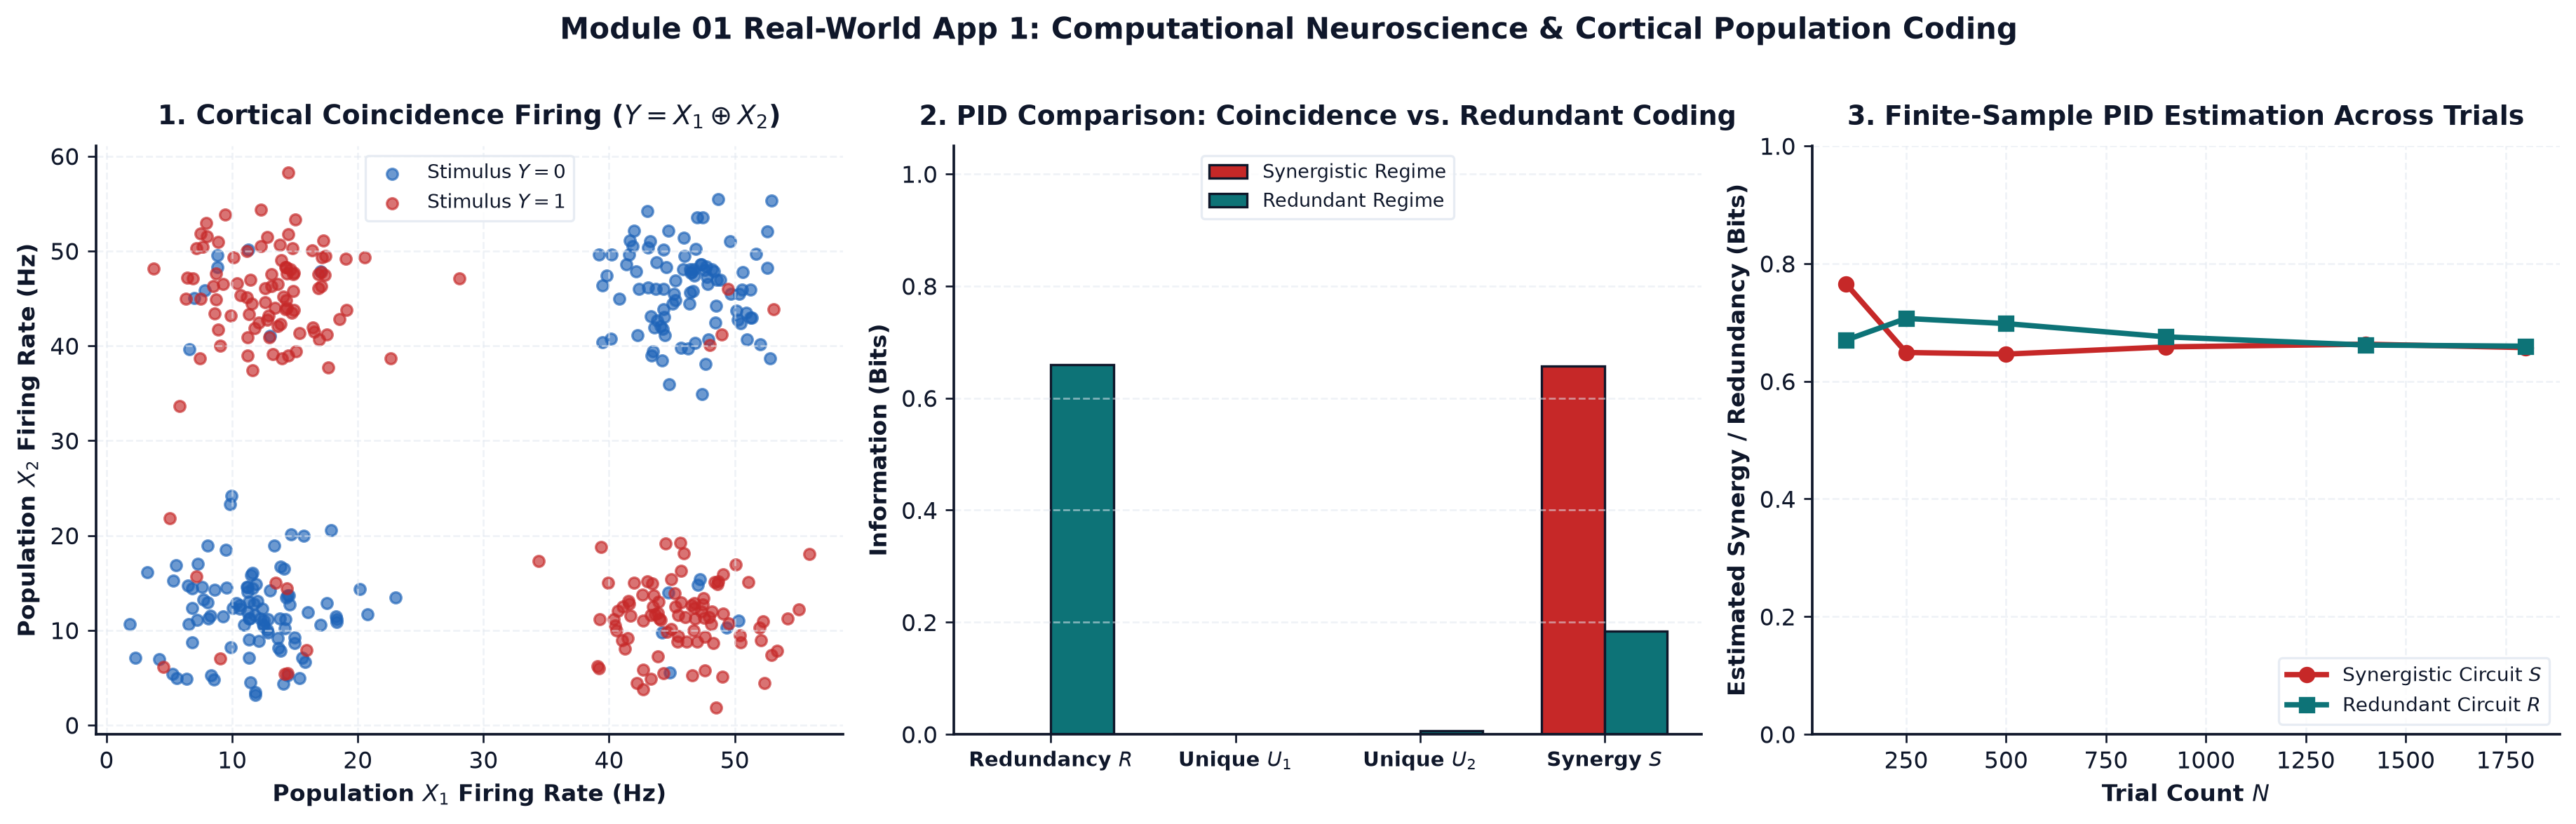 Module 01 Real-World App 1: Computational Neuroscience & Cortical Population Coding
1. Cortical Coincidence Firing (Y = X₁ ⊕ X₂)
Stimulus Y = 0
Stimulus Y = 1
Population X₂ Firing Rate (Hz)
60
50
40
30
20
10
0
0 10 20 30 40 50
Population X₁ Firing Rate (Hz)
2. PID Comparison: Coincidence vs. Redundant Coding
Synergistic Regime
Redundant Regime
Information (Bits)
1.0
0.8
0.6
0.4
0.2
0.0
Redundancy R Unique U₁ Unique U₂ Synergy S
3. Finite-Sample PID Estimation Across Trials
Estimated Synergy / Redundancy (Bits)
1.0
0.8
0.6
0.4
0.2
0.0
Synergistic Circuit S
Redundant Circuit R
250 500 750 1000 1250 1500 1750
Trial Count N